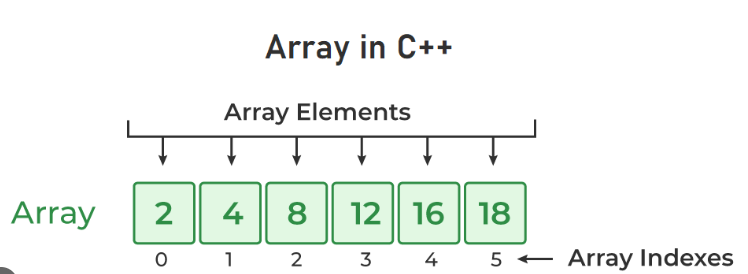 Array in C++
Array Elements
Array 2 4 8 12 16 18
0 1 2 3 4 5 Array Indexes